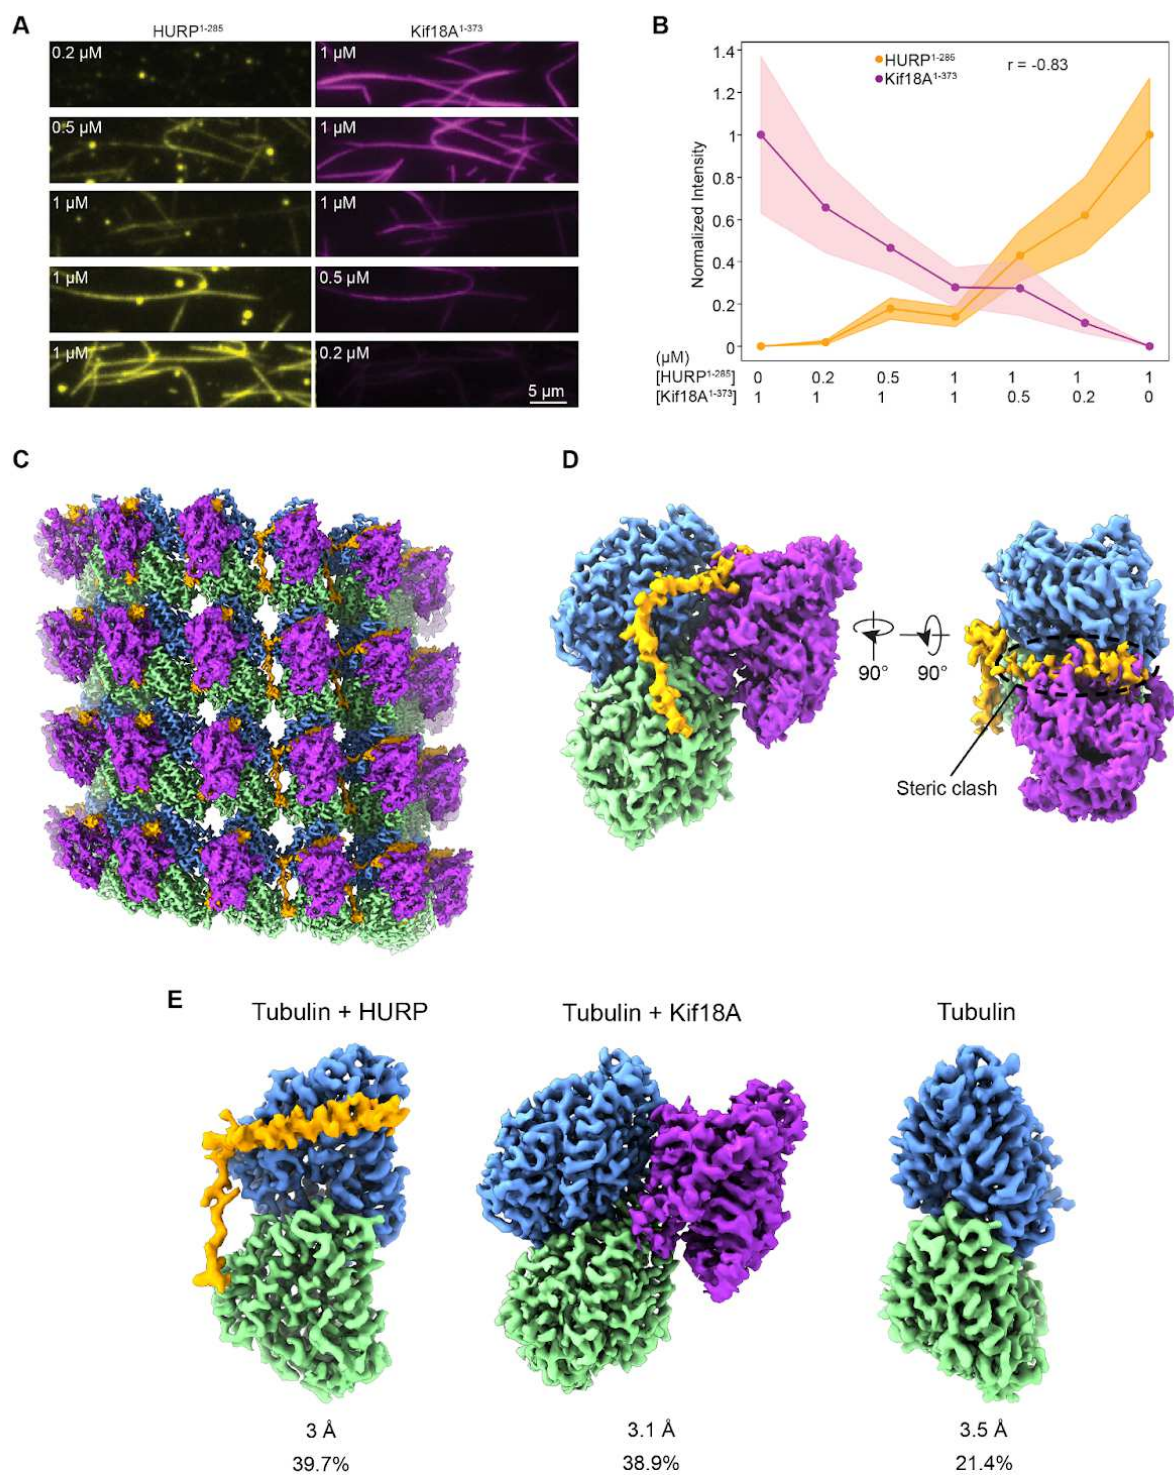 A
HURP1-285
Kif18A1-373
0.2 µM
1 µM
0.5 µM
1 µM
1 µM
1 µM
1 µM
0.5 µM
1 µM
0.2 µM
5 µm
B
HURP1-285
Kif18A1-373
r = -0.83
Normalized Intensity
1.4
1.2
1
0.8
0.6
0.4
0.2
0
(µM)
[HURP1-285] 0 0.2 0.5 1 1 1 1
[Kif18A1-373] 1 1 1 1 0.5 0.2 0
C
D
90° 90°
Steric clash
E
Tubulin + HURP
Tubulin + Kif18A
Tubulin
3 Å
3.1 Å
3.5 Å
39.7%
38.9%
21.4%